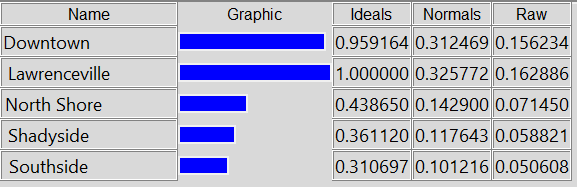 Name Graphic Ideals Normals Raw
Downtown 0.959164 0.312469 0.156234
Lawrenceville 1.000000 0.325772 0.162886
North Shore 0.438650 0.142900 0.071450
Shadyside 0.361120 0.117643 0.058821
Southside 0.310697 0.101216 0.050608